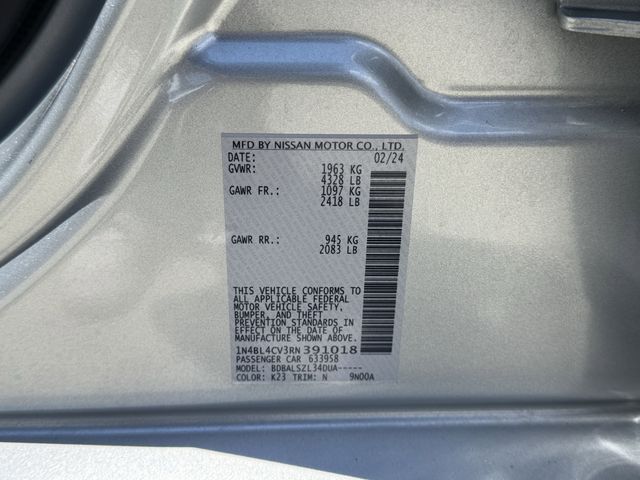 MFD BY NISSAN MOTOR CO., LTD.
DATE: 02/24
GVWR: 1963 KG
4328 LB
GAWR FR.: 1097 KG
2418 LB
GAWR RR.: 945 KG
2083 LB
THIS VEHICLE CONFORMS TO
ALL APPLICABLE FEDERAL
MOTOR VEHICLE SAFETY,
BUMPER, AND THEFT
PREVENTION STANDARDS IN
EFFECT ON THE DATE OF
MANUFACTURE SHOWN ABOVE.
1N4BL4CV3RN391018
PASSENGER CAR 633958
MODEL: BDBALSZL34DUA-----
COLOR: K23 TRIM: N 9N00A